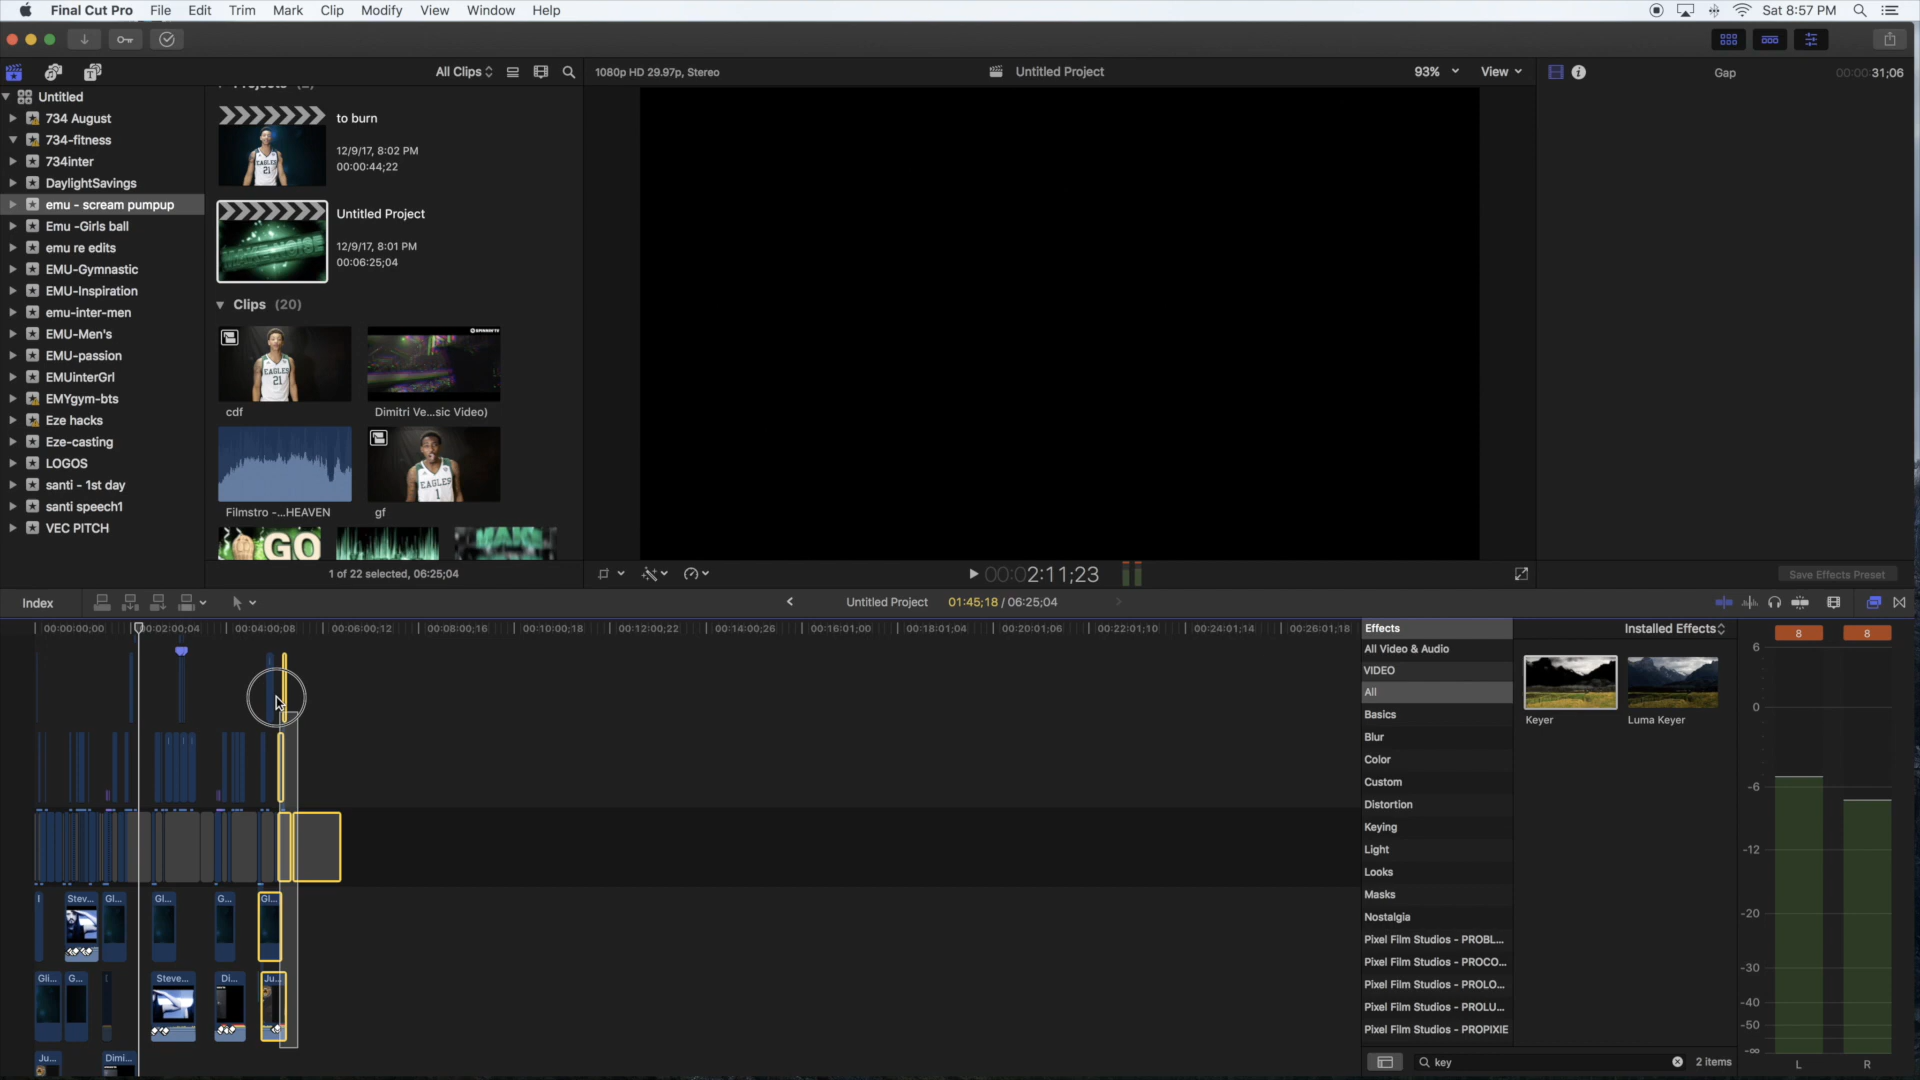 Final Cut Pro File Edit Trim Mark Clip Modify View Window Help Sat 8:57 PM
All Clips 1080p HD 29.97p, Stereo Untitled Project 93% View Gap 00:00:31;06
Untitled
734 August
734-fitness
734inter
DaylightSavings
emu - scream pumpup
Emu -Girls ball
emu re edits
EMU-Gymnastic
EMU-Inspiration
emu-inter-men
EMU-Men's
EMU-passion
EMUinterGrl
EMYgym-bts
Eze hacks
Eze-casting
LOGOS
santi - 1st day
santi speech1
VEC PITCH
to burn
12/9/17, 8:02 PM
00:00:44;22
Untitled Project
12/9/17, 8:01 PM
00:06:25;04
Clips (20)
EAGLES
21
cdf
Dimitri Ve...sic Video)
Filmstro -...HEAVEN
EAGLES
1
gf
GO
MAKE
1 of 22 selected, 06:25;04
00:02:11;23
Save Effects Preset
Index
Untitled Project 01:45;18 / 06:25;04
00:00:00;00 00:02:00;04 00:04:00;08 00:06:00;12 00:08:00;16 00:10:00;18 00:12:00;22 00:14:00;26 00:16:01;00 00:18:01;04 00:20:01;06 00:22:01;10 00:24:01;14 00:26:01;18
Stev... Gl... Gl... G... Gl...
Gli... G... Steve... Di... Ju...
Ju... Dimi...
Effects
All Video & Audio
VIDEO
All
Basics
Blur
Color
Custom
Distortion
Keying
Light
Looks
Masks
Nostalgia
Pixel Film Studios - PROBL...
Pixel Film Studios - PROCO...
Pixel Film Studios - PROLO...
Pixel Film Studios - PROLU...
Pixel Film Studios - PROPIXIE
Installed Effects
Keyer
Luma Keyer
key
2 items
8 8
6
0
-6
-12
-20
-30
-40
-50
-∞
L R